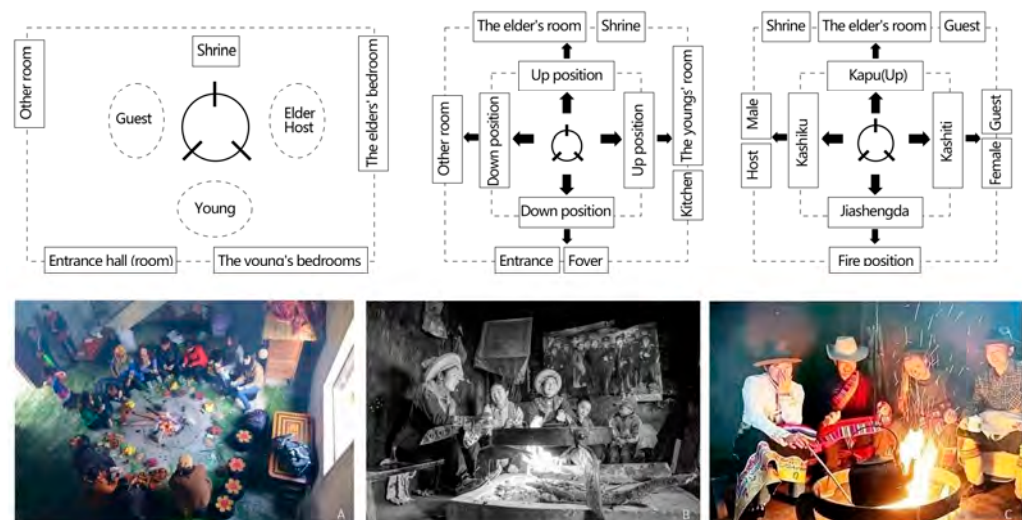 Shrine
Other room
Guest
Elder
Host
The elders' bedroom
Young
Entrance hall (room)
The young's bedrooms
The elder's room
Shrine
Up position
Other room
Down position
Up position
The youngs' room
Kitchen
Down position
Entrance
Foyer
Shrine
The elder's room
Guest
Kapu(Up)
Male
Host
Kashiku
Kashiti
Guest
Female
Jiashengda
Fire position
A
B
C